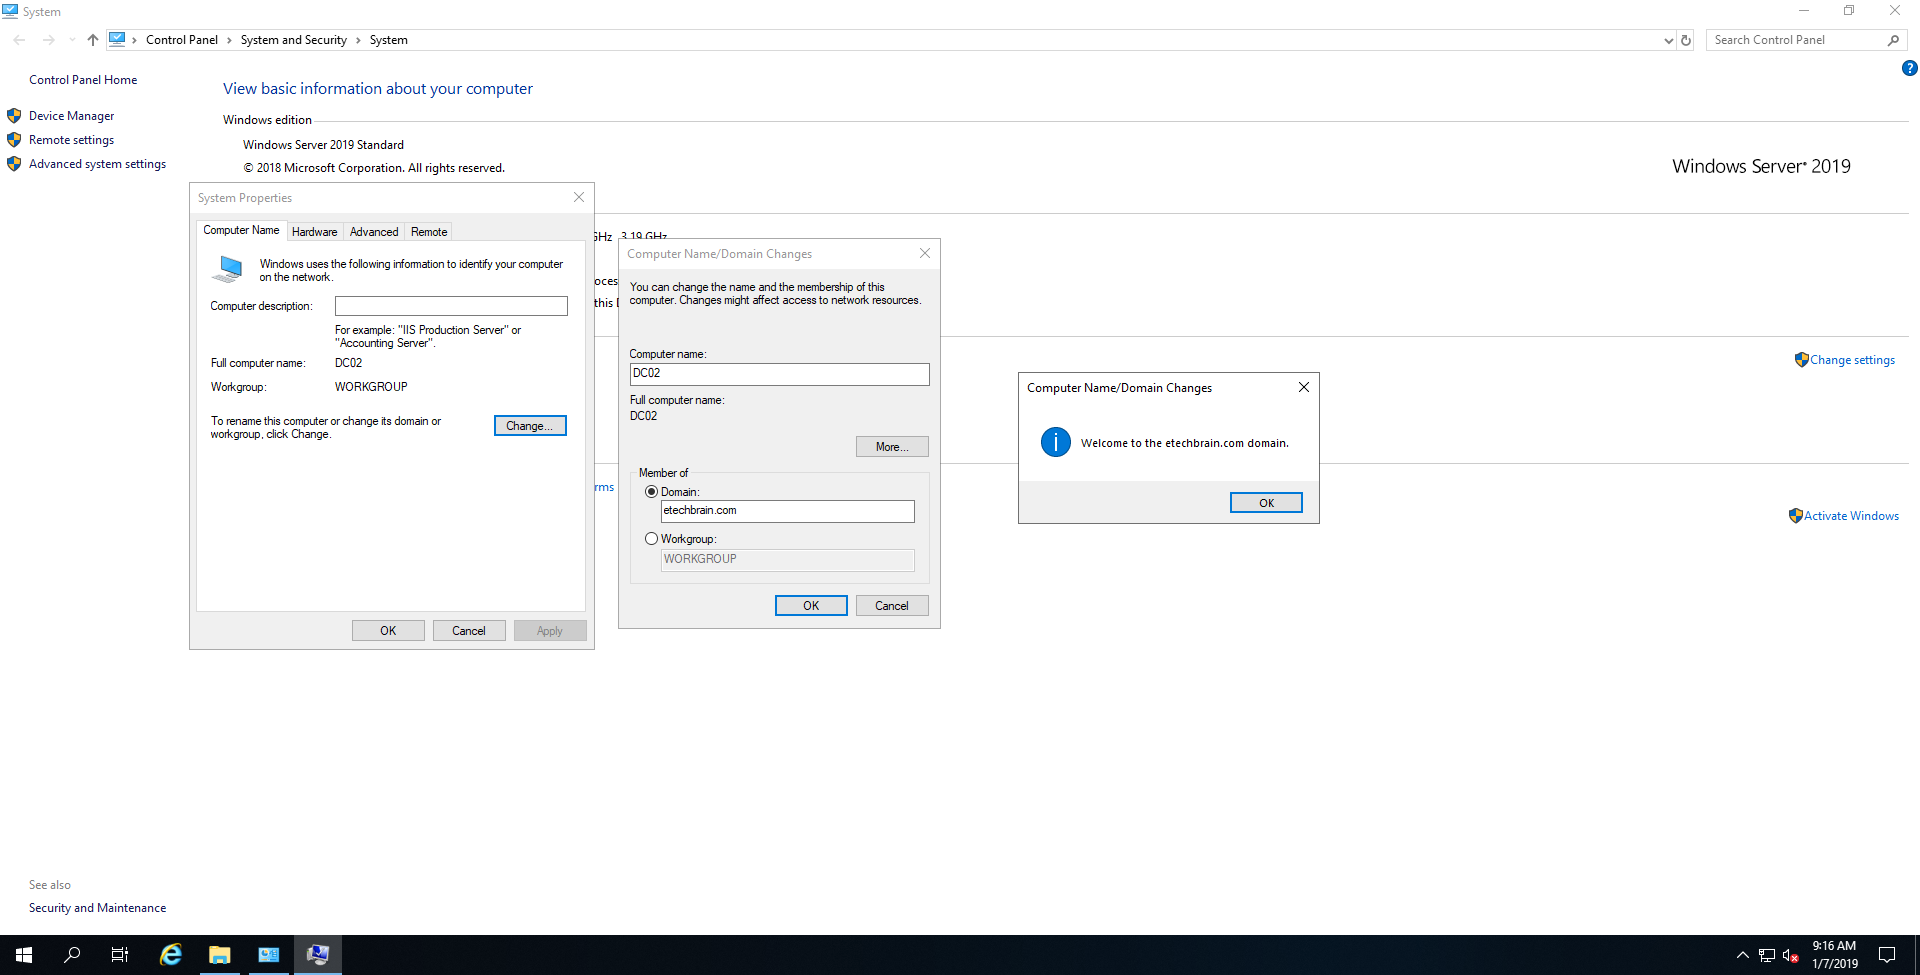 System
Control Panel > System and Security > System
Search Control Panel
Control Panel Home
Device Manager
Remote settings
Advanced system settings
View basic information about your computer
Windows edition
Windows Server 2019 Standard
© 2018 Microsoft Corporation. All rights reserved.
Windows Server® 2019
System Properties
Computer Name
Hardware
Advanced
Remote
Windows uses the following information to identify your computer
on the network.
Computer description:
For example: "IIS Production Server" or
"Accounting Server".
Full computer name:
DC02
Workgroup:
WORKGROUP
To rename this computer or change its domain or
workgroup, click Change.
Change...
OK
Cancel
Apply
GHz 3.19 GHz
this
rms
Computer Name/Domain Changes
You can change the name and the membership of this
computer. Changes might affect access to network resources.
Computer name:
DC02
Full computer name:
DC02
More...
Member of
Domain:
etechbrain.com
Workgroup:
WORKGROUP
OK
Cancel
Computer Name/Domain Changes
Welcome to the etechbrain.com domain.
OK
Change settings
Activate Windows
See also
Security and Maintenance
9:16 AM
1/7/2019